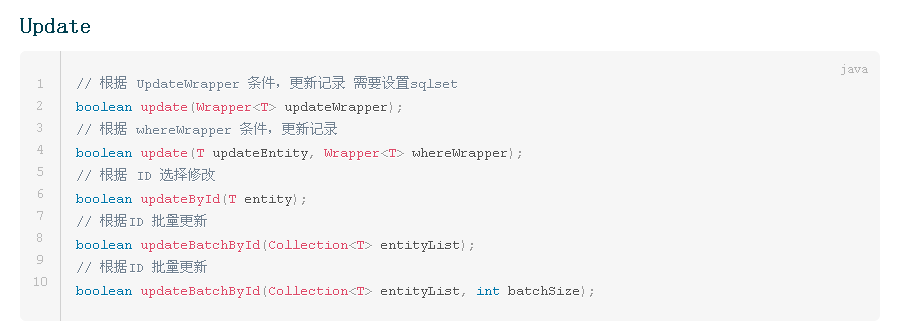 Update
java
1 // 根据 UpdateWrapper 条件，更新记录 需要设置sqlset
2 boolean update(Wrapper<T> updateWrapper);
3 // 根据 whereWrapper 条件，更新记录
4 boolean update(T updateEntity, Wrapper<T> whereWrapper);
5 // 根据 ID 选择修改
6 boolean updateById(T entity);
7 // 根据ID 批量更新
8 boolean updateBatchById(Collection<T> entityList);
9 // 根据ID 批量更新
10 boolean updateBatchById(Collection<T> entityList, int batchSize);